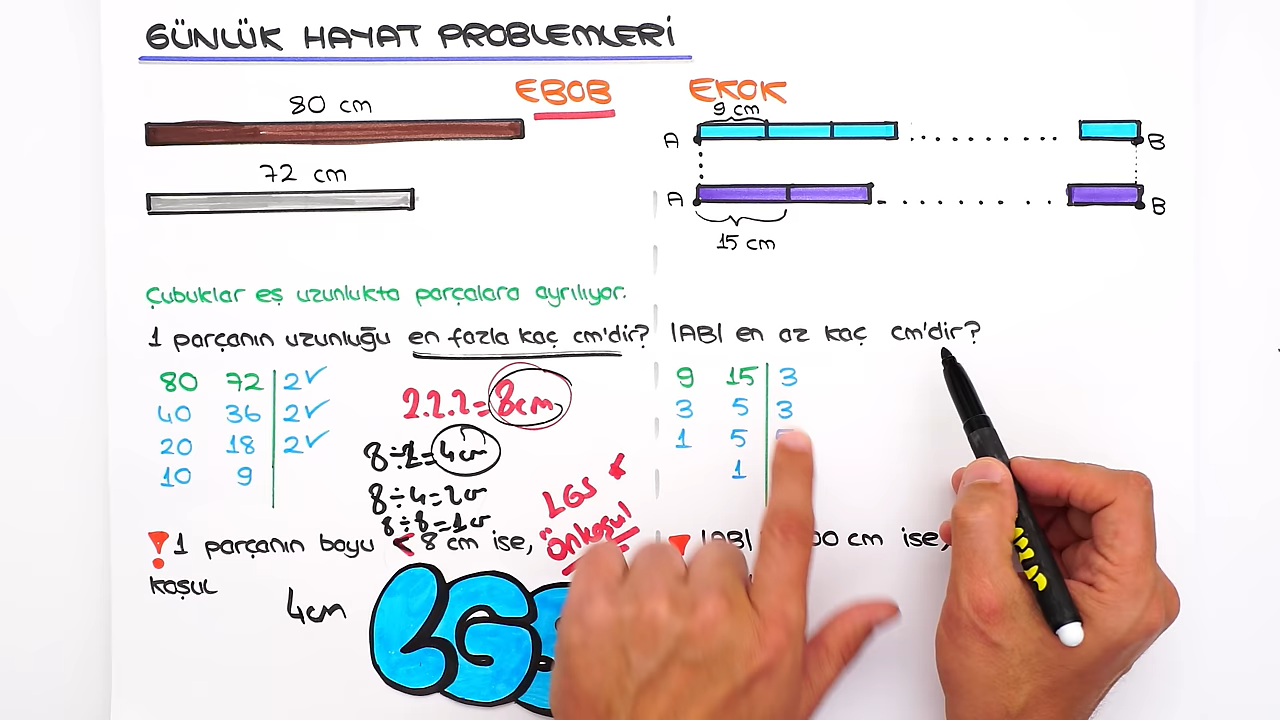 GÜNLÜK HAYAT PROBLEMLERİ
80 cm
EBOB
72 cm
Çubuklar eş uzunlukta parçalara ayrılıyor.
1 parçanın uzunluğu en fazla kaç cm'dir?
80 72 2✓
40 36 2✓
20 18 2✓
10 9
2.2.2=8cm
8÷2=4cm
8÷4=2cm
8÷8=1cm
LGS
"Önkoşul
! 1 parçanın boyu < 8 cm ise,
koşul
4cm
LGS
EKOK
9 cm
A B
A B
15 cm
|AB| en az kaç cm'dir?
9 15 3
3 5 3
1 5
1
|AB| 00 cm ise,